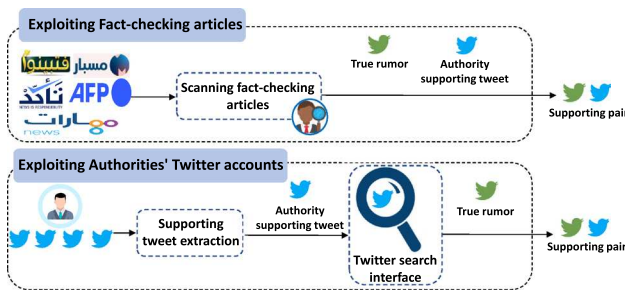 Exploiting Fact-checking articles
فتبينوا
مسبار
تأكد
AFP
مهارات
news
Scanning fact-checking
articles
True rumor
Authority
supporting tweet
Supporting pair
Exploiting Authorities' Twitter accounts
Supporting
tweet extraction
Authority
supporting tweet
Twitter search
interface
True rumor
Supporting pair